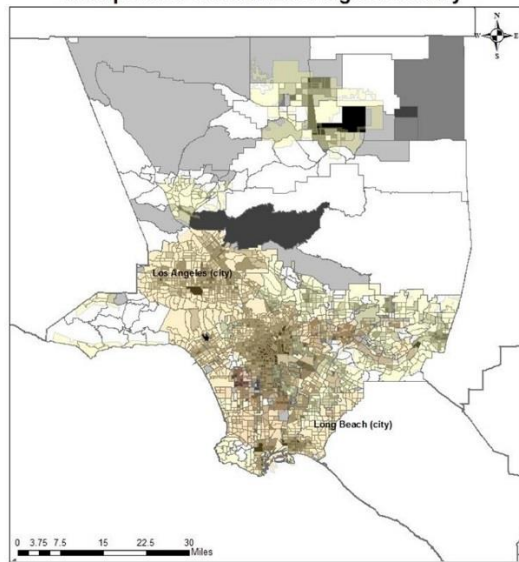 N
W E
S
Los Angeles (city)
Long Beach (city)
0 3.75 7.5 15 22.5 30
Miles